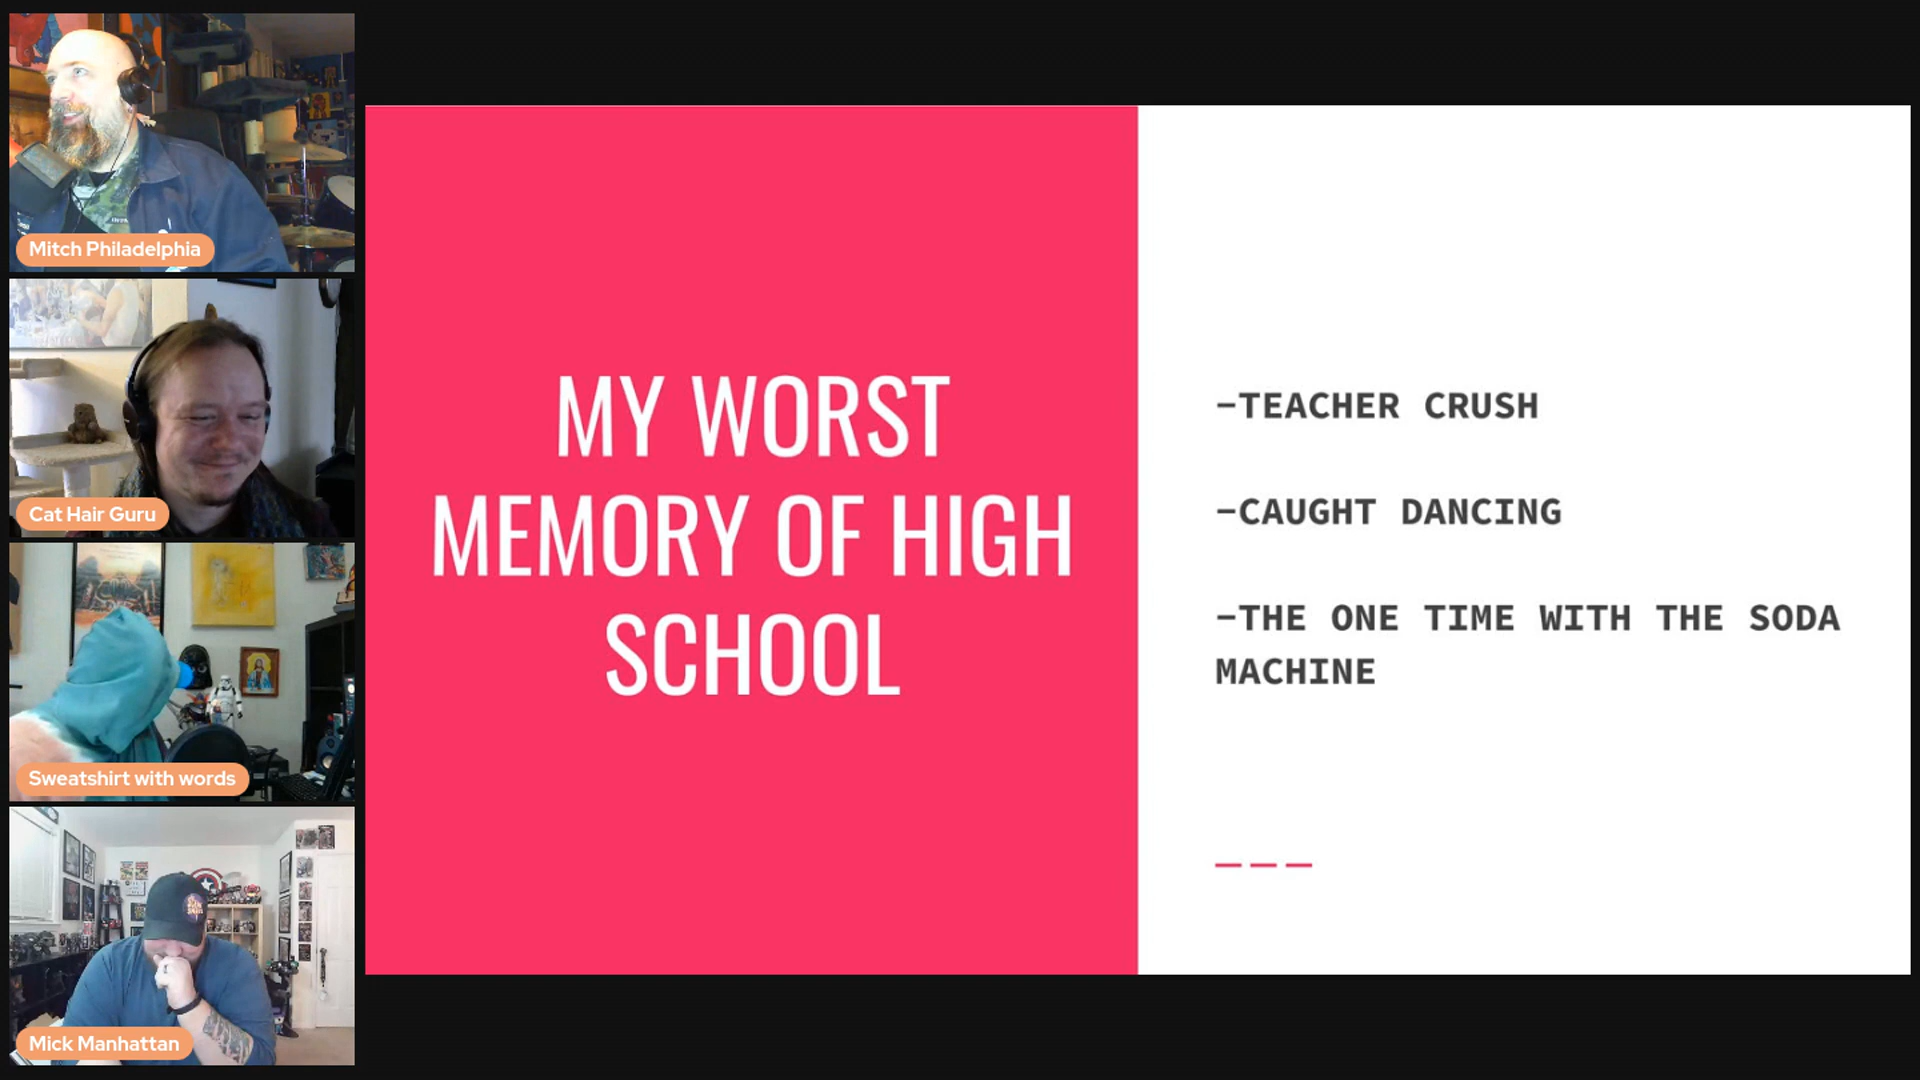 Mitch Philadelphia
Cat Hair Guru
Sweatshirt with words
Mick Manhattan
MY WORST
MEMORY OF HIGH
SCHOOL
-TEACHER CRUSH
-CAUGHT DANCING
-THE ONE TIME WITH THE SODA
MACHINE